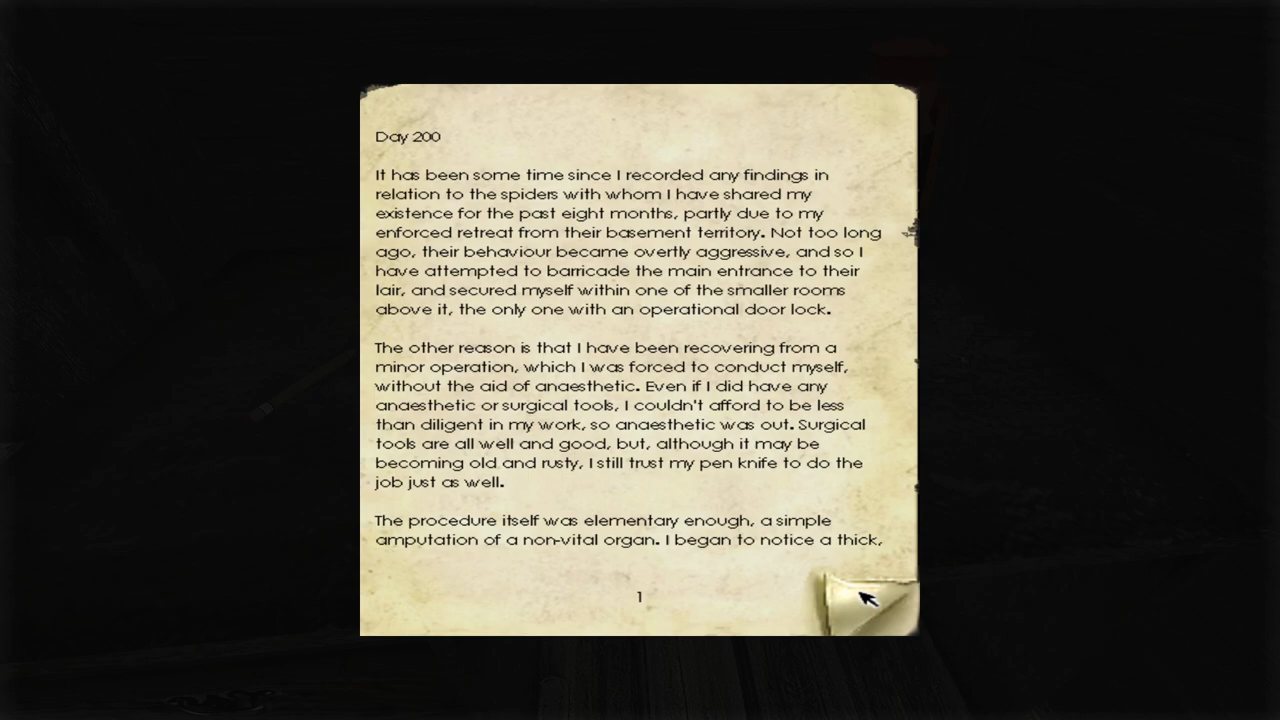 Day 200
It has been some time since I recorded any findings in
relation to the spiders with whom I have shared my
existence for the past eight months, partly due to my
enforced retreat from their basement territory. Not too long
ago, their behaviour became overtly aggressive, and so I
have attempted to barricade the main entrance to their
lair, and secured myself within one of the smaller rooms
above it, the only one with an operational door lock.
The other reason is that I have been recovering from a
minor operation, which I was forced to conduct myself,
without the aid of anaesthetic. Even if I did have any
anaesthetic or surgical tools, I couldn't afford to be less
than diligent in my work, so anaesthetic was out. Surgical
tools are all well and good, but, although it may be
becoming old and rusty, I still trust my pen knife to do the
job just as well.
The procedure itself was elementary enough, a simple
amputation of a non-vital organ. I began to notice a thick,
1